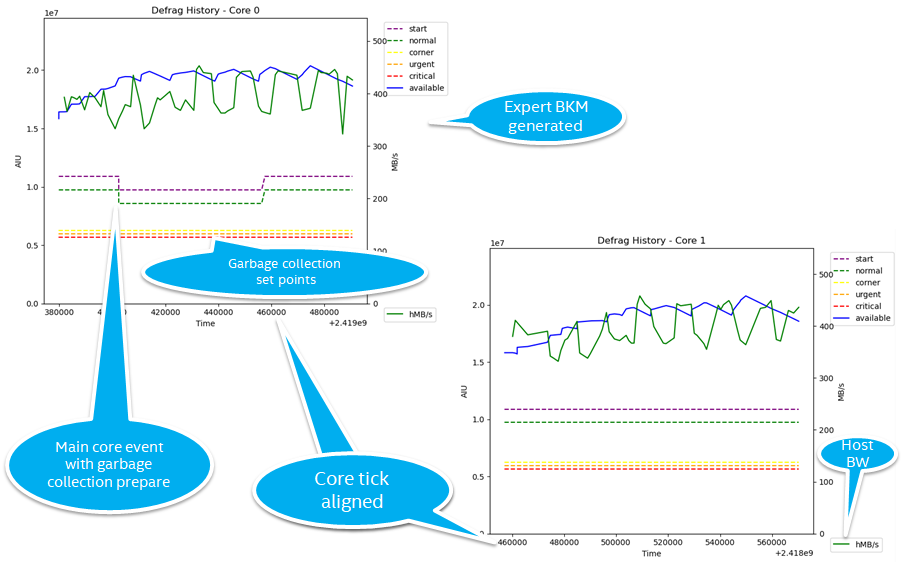 Defrag History - Core 0
1e7
start
normal
corner
urgent
critical
available
500
400
300
200
0
2.0
1.5
1.0
0.5
0.0
AIU
MB/s
380000
420000
440000
460000
480000
Time
+2.419e9
hMB/s
Expert BKM
generated
Garbage collection
set points
Main core event
with garbage
collection prepare
Core tick
aligned
Defrag History - Core 1
1e7
start
normal
corner
urgent
critical
available
500
400
300
200
100
0
2.0
1.5
1.0
0.5
AIU
MB/s
Host
BW
460000
480000
500000
520000
540000
560000
Time
+2.418e9
hMB/s